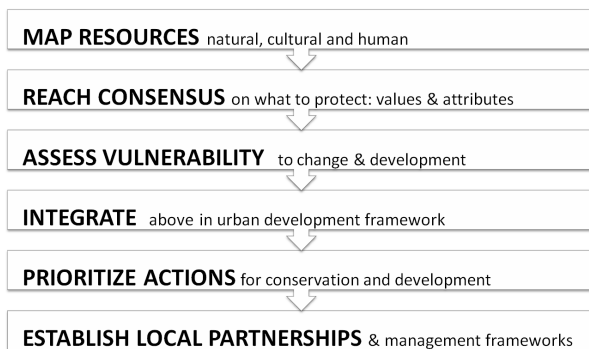 MAP RESOURCES natural, cultural and human
REACH CONSENSUS on what to protect: values & attributes
ASSESS VULNERABILITY to change & development
INTEGRATE above in urban development framework
PRIORITIZE ACTIONS for conservation and development
ESTABLISH LOCAL PARTNERSHIPS & management frameworks